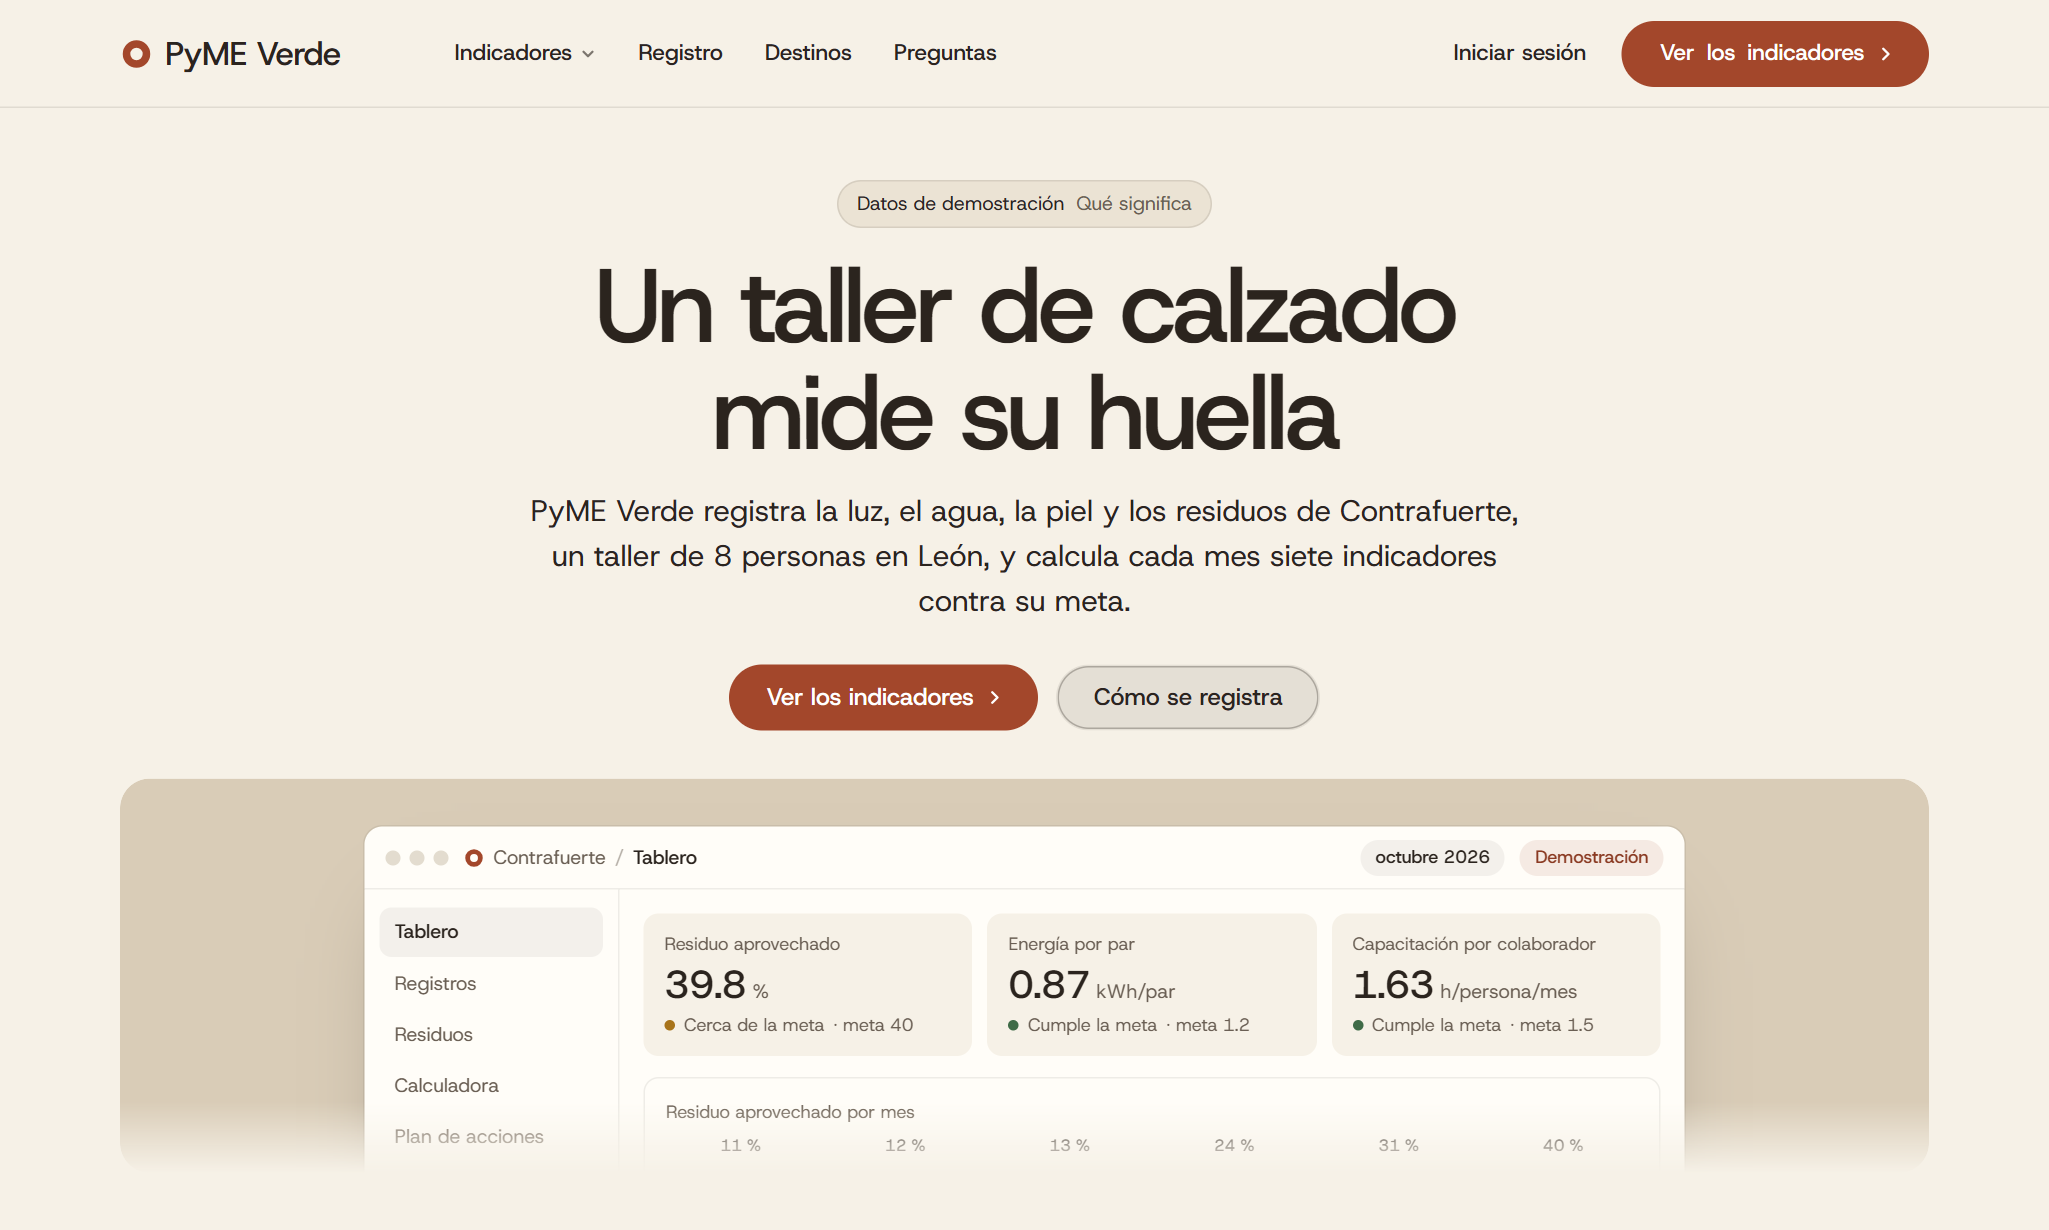 PyME Verde
Indicadores
Registro
Destinos
Preguntas
Iniciar sesión
Ver los indicadores
Datos de demostración Qué significa
Un taller de calzado
mide su huella
PyME Verde registra la luz, el agua, la piel y los residuos de Contrafuerte,
un taller de 8 personas en León, y calcula cada mes siete indicadores
contra su meta.
Ver los indicadores
Cómo se registra
Contrafuerte / Tablero
octubre 2026
Demostración
Tablero
Registros
Residuos
Calculadora
Plan de acciones
Residuo aprovechado
39.8 %
Cerca de la meta · meta 40
Energía por par
0.87 kWh/par
Cumple la meta · meta 1.2
Capacitación por colaborador
1.63 h/persona/mes
Cumple la meta · meta 1.5
Residuo aprovechado por mes
11 % 12 % 13 % 24 % 31 % 40 %